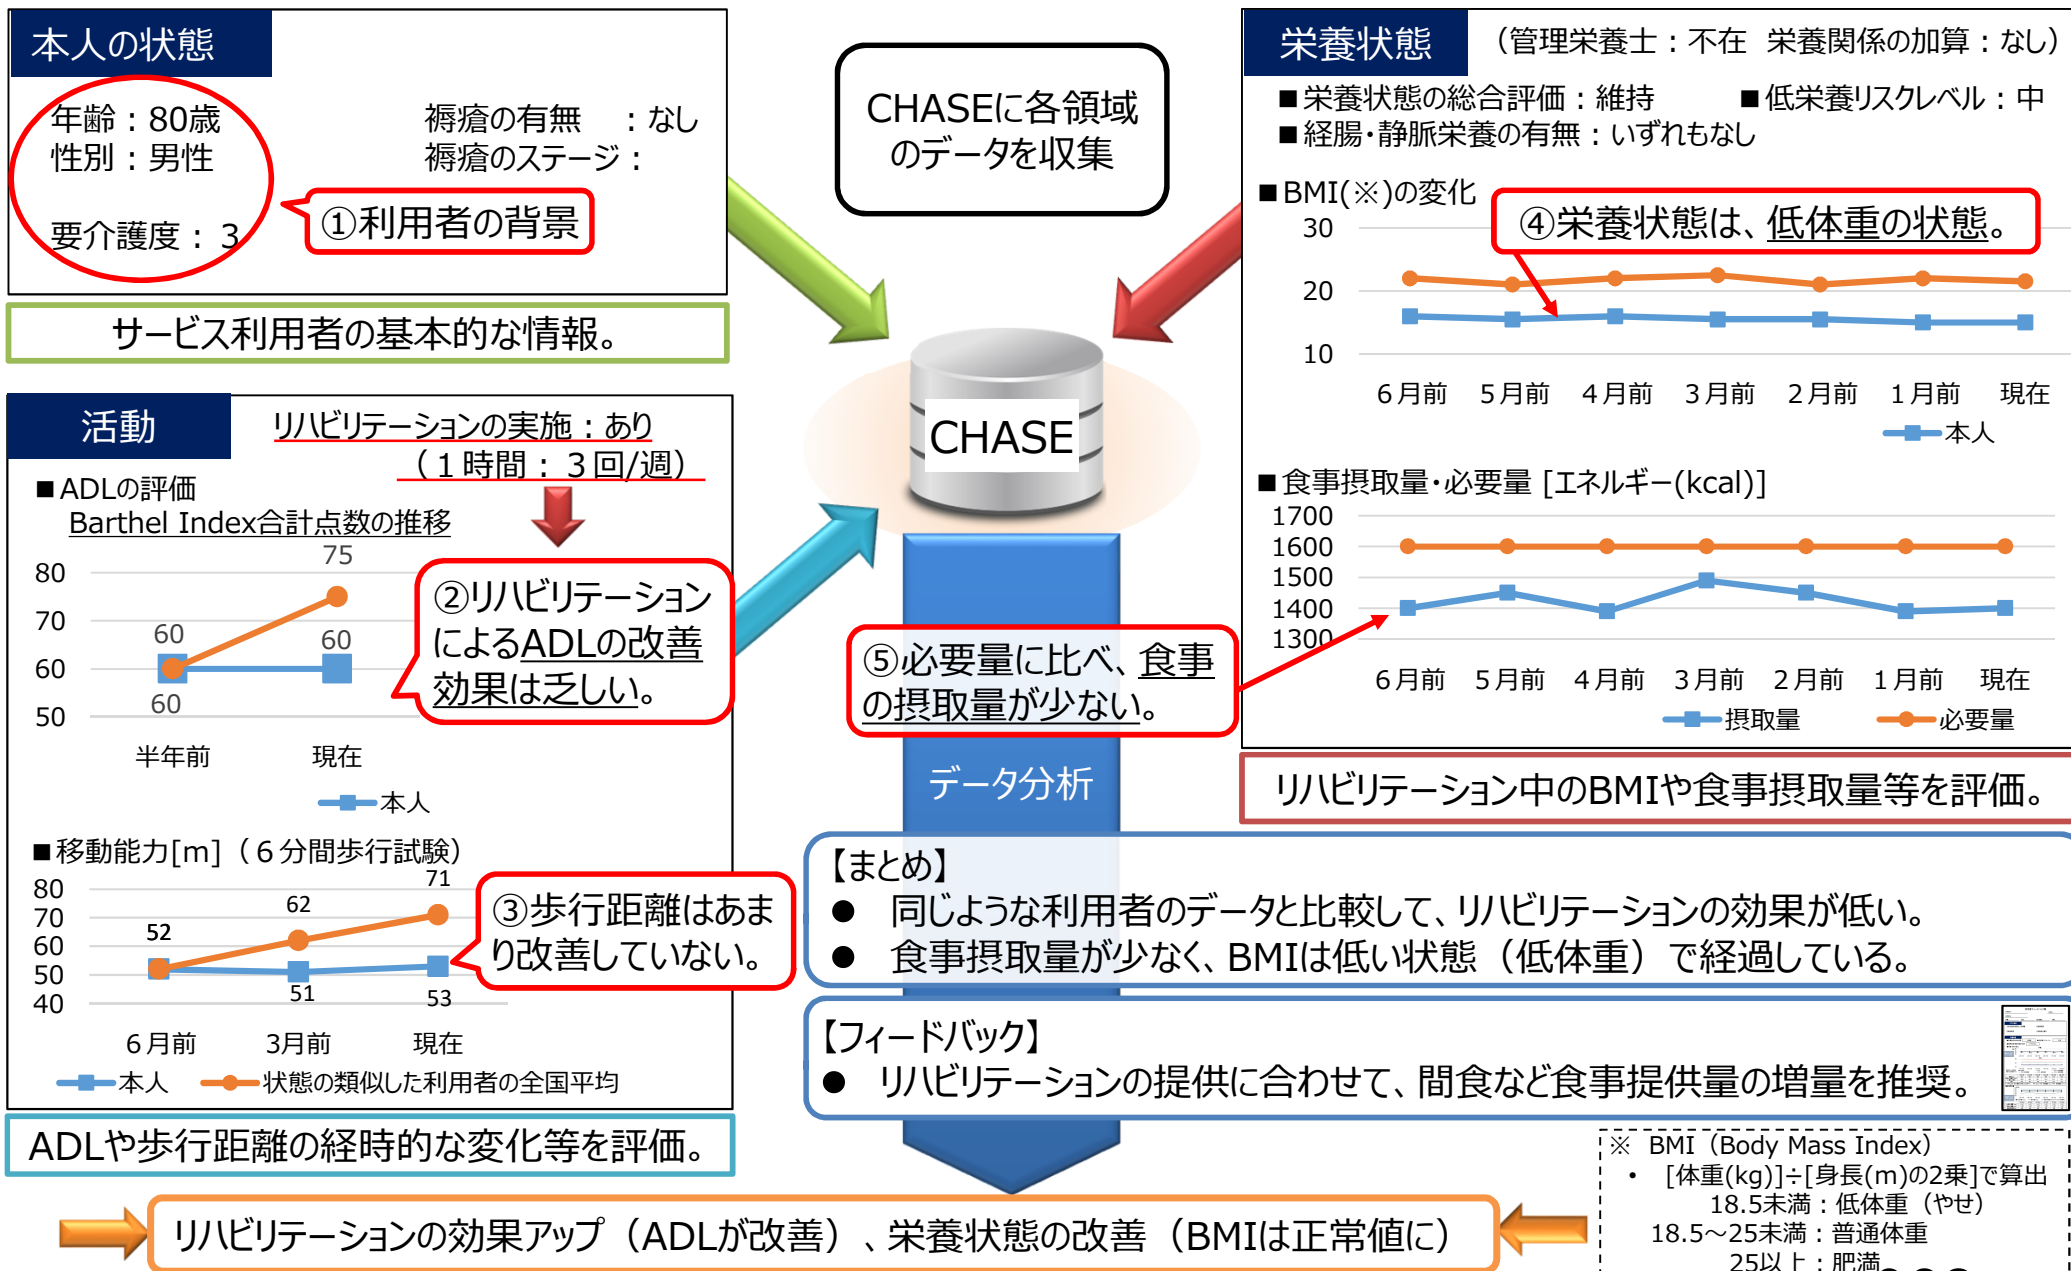 本人の状態
年齢：80歳
性別：男性
要介護度：3
褥瘡の有無　：なし
褥瘡のステージ：
①利用者の背景
サービス利用者の基本的な情報。
CHASEに各領域
のデータを収集
CHASE
栄養状態
（管理栄養士：不在 栄養関係の加算：なし）
■栄養状態の総合評価：維持
■低栄養リスクレベル：中
■経腸・静脈栄養の有無：いずれもなし
■BMI(※)の変化
④栄養状態は、低体重の状態。
30
20
10
６月前 ５月前 ４月前 ３月前 ２月前 １月前 現在
本人
■食事摂取量・必要量 [エネルギー(kcal)]
1700
1600
1500
1400
1300
６月前 ５月前 ４月前 ３月前 ２月前 １月前 現在
摂取量 必要量
⑤必要量に比べ、食事
の摂取量が少ない。
リハビリテーション中のBMIや食事摂取量等を評価。
活動
リハビリテーションの実施：あり
（１時間：３回/週）
■ADLの評価
Barthel Index合計点数の推移
80
70
60
50
75
60
60
60
半年前 現在
本人
②リハビリテーション
によるADLの改善
効果は乏しい。
■移動能力[m]（６分間歩行試験）
80
70
60
50
40
52
62
71
51
53
６月前 3月前 現在
本人 状態の類似した利用者の全国平均
③歩行距離はあま
り改善していない。
ADLや歩行距離の経時的な変化等を評価。
データ分析
【まとめ】
● 同じような利用者のデータと比較して、リハビリテーションの効果が低い。
● 食事摂取量が少なく、BMIは低い状態（低体重）で経過している。
【フィードバック】
● リハビリテーションの提供に合わせて、間食など食事提供量の増量を推奨。
リハビリテーションの効果アップ（ADLが改善）、栄養状態の改善（BMIは正常値に）
※ BMI（Body Mass Index）
・ [体重(kg)]÷[身長(m)の2乗]で算出
18.5未満：低体重（やせ）
18.5～25未満：普通体重
25以上：肥満